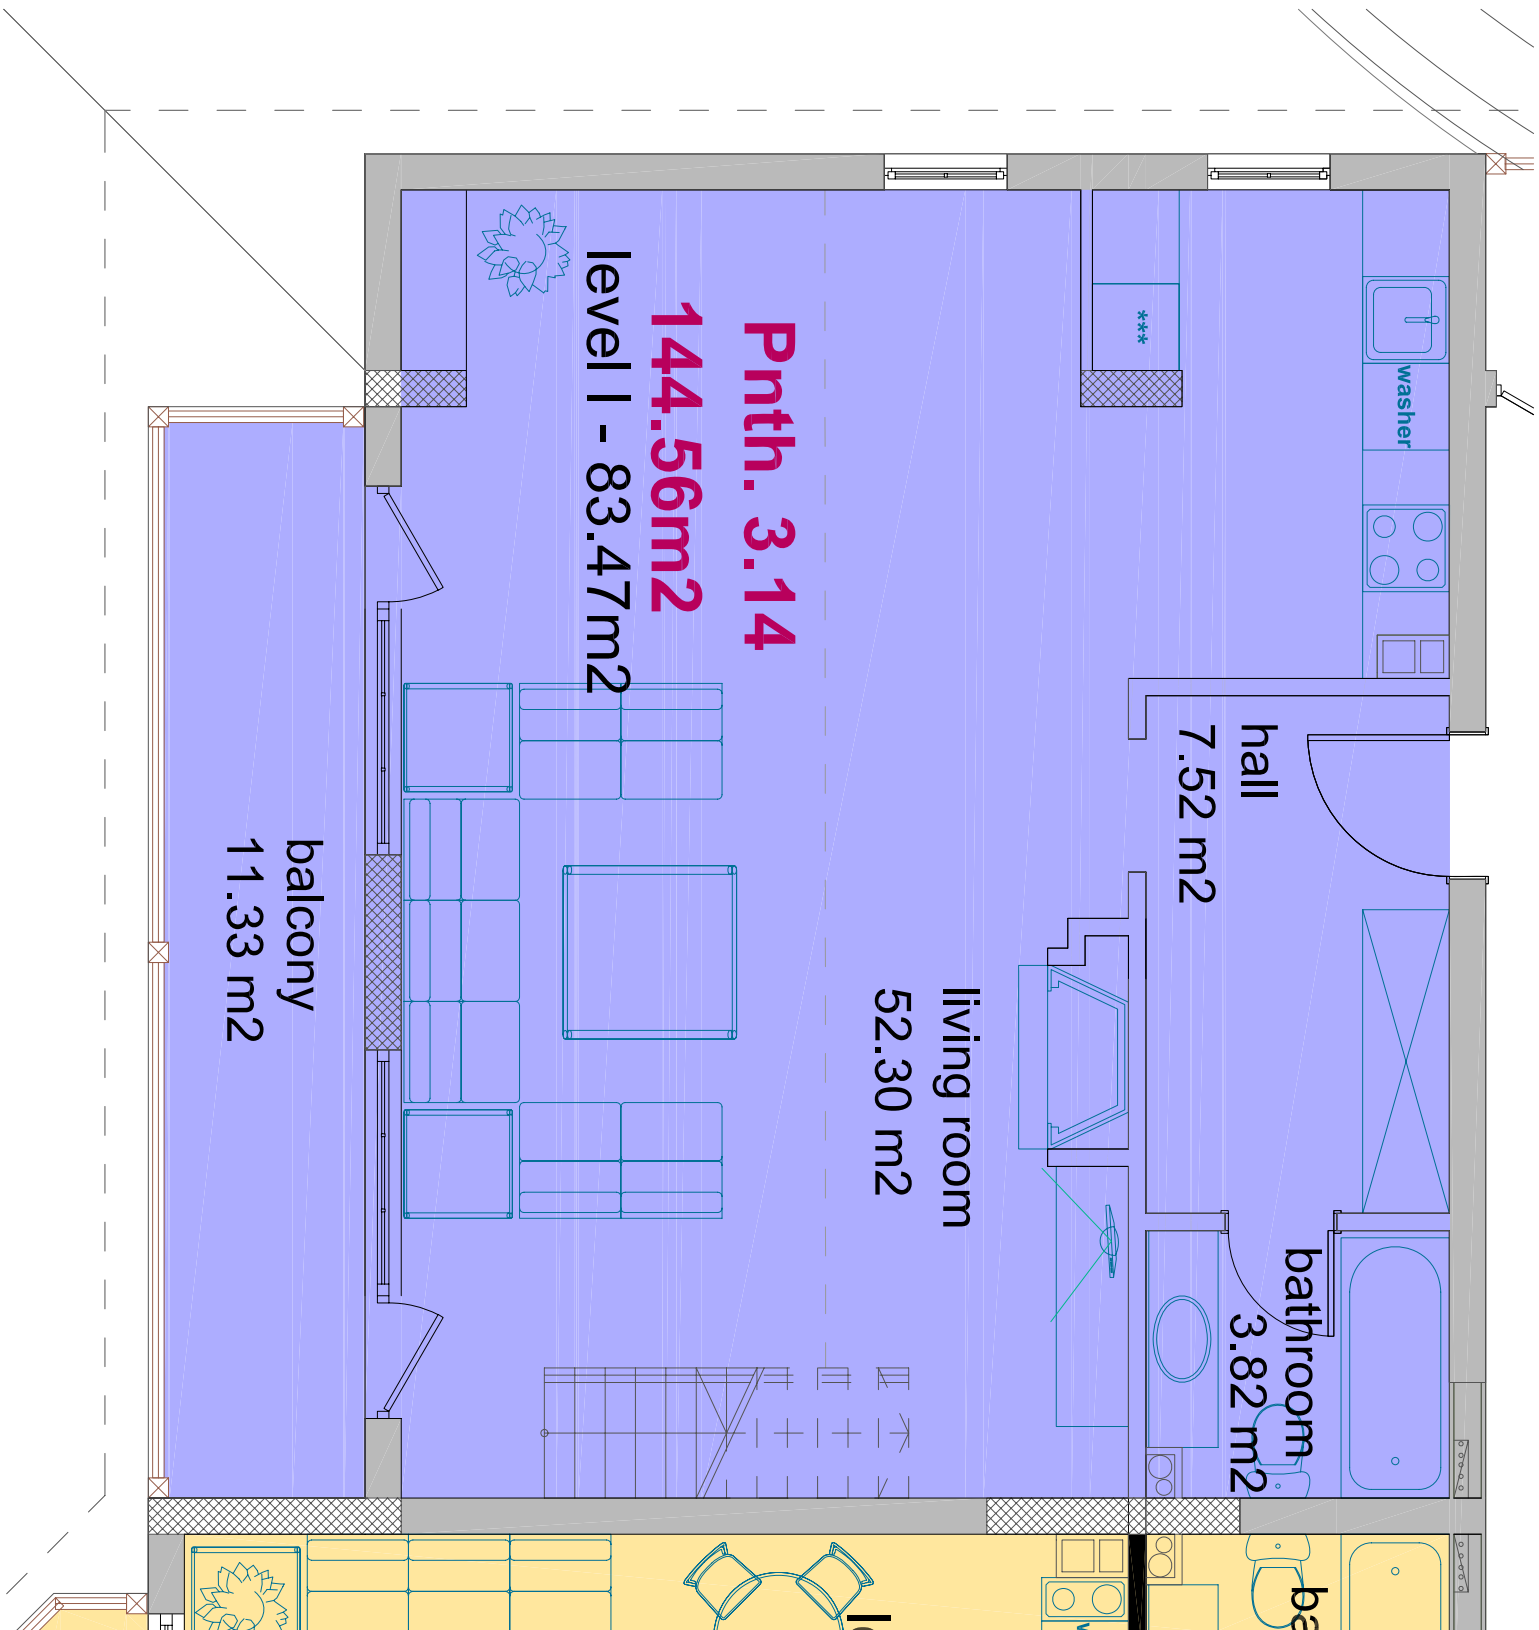 Pnth. 3.14
144.56m2
level I - 83.47m2
***
washer
hall
7.52 m2
living room
52.30 m2
balcony
11.33 m2
bathroom
3.82 m2